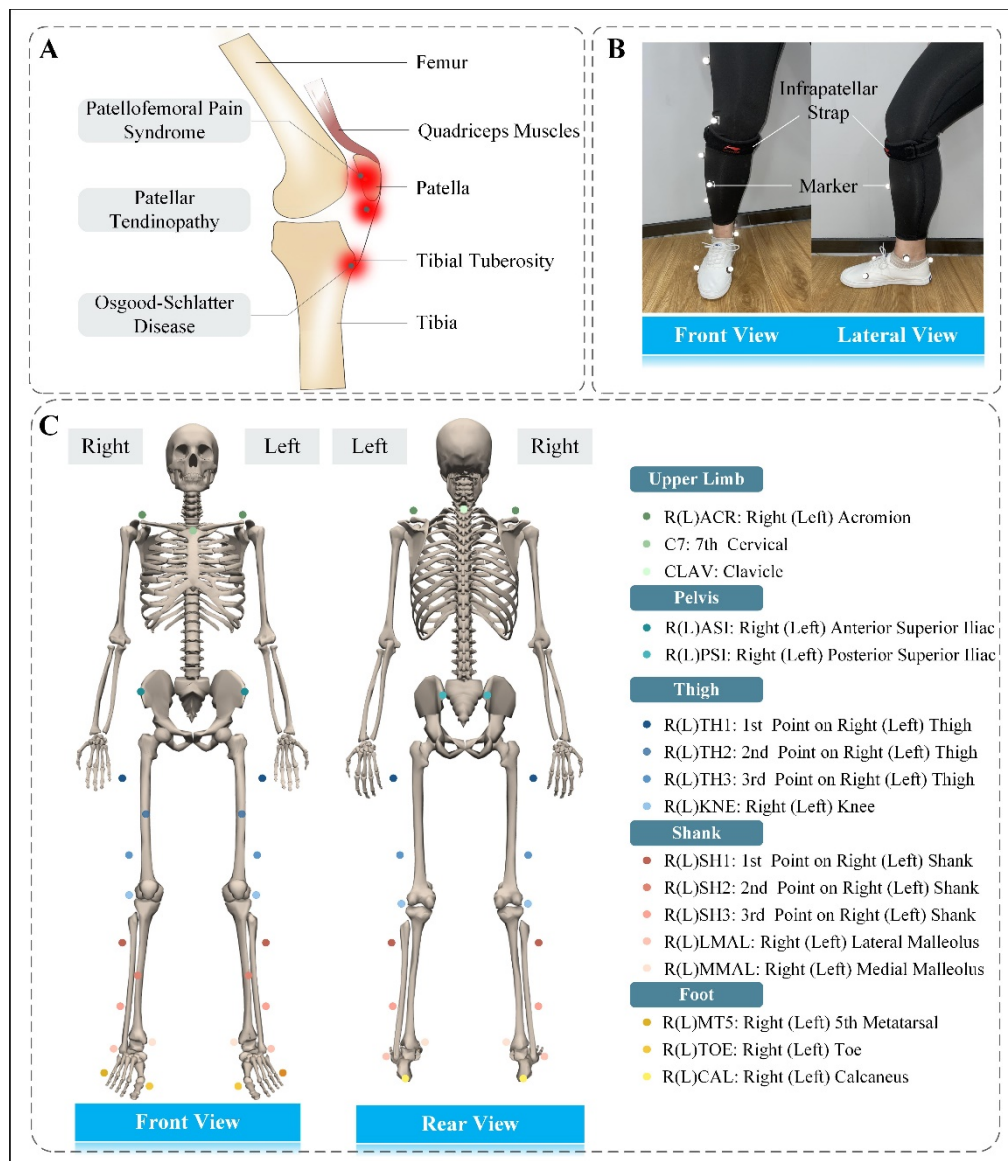 A
Femur
Patellofemoral Pain
Syndrome
Quadriceps Muscles
Patella
Patellar
Tendinopathy
Tibial Tuberosity
Osgood-Schlatter
Disease
Tibia
B
Infrapatellar
Strap
Marker
Front View
Lateral View
C
Right
Left
Left
Right
Upper Limb
R(L)ACR: Right (Left) Acromion
C7: 7th Cervical
CLAV: Clavicle
Pelvis
R(L)ASI: Right (Left) Anterior Superior Iliac
R(L)PSI: Right (Left) Posterior Superior Iliac
Thigh
R(L)TH1: 1st Point on Right (Left) Thigh
R(L)TH2: 2nd Point on Right (Left) Thigh
R(L)TH3: 3rd Point on Right (Left) Thigh
R(L)KNE: Right (Left) Knee
Shank
R(L)SH1: 1st Point on Right (Left) Shank
R(L)SH2: 2nd Point on Right (Left) Shank
R(L)SH3: 3rd Point on Right (Left) Shank
R(L)LMAL: Right (Left) Lateral Malleolus
R(L)MMAL: Right (Left) Medial Malleolus
Foot
R(L)MT5: Right (Left) 5th Metatarsal
R(L)TOE: Right (Left) Toe
R(L)CAL: Right (Left) Calcaneus
Front View
Rear View